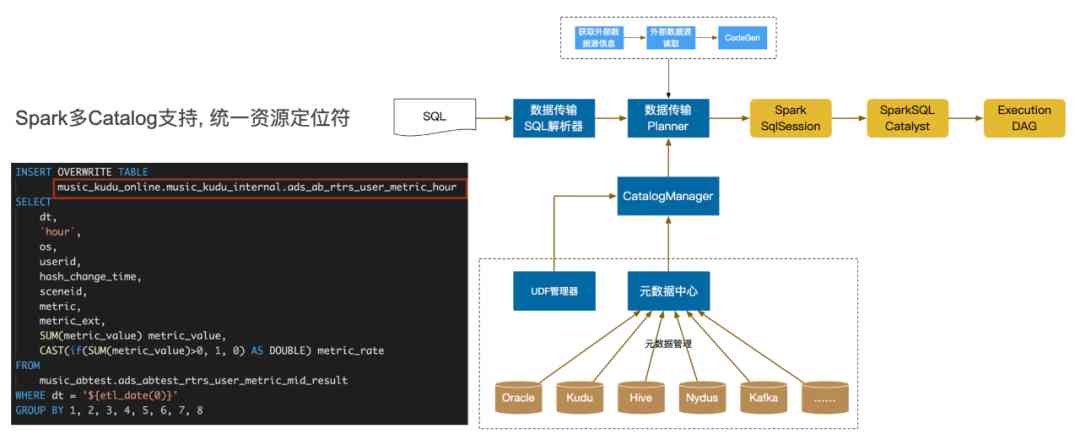 Spark多Catalog支持, 统一资源定位符
INSERT OVERWRITE TABLE
music_kudu_online.music_kudu_internal.ads_ab_rtrs_user_metric_hour
SELECT
dt,
`hour`,
os,
userid,
hash_change_time,
sceneid,
metric,
metric_ext,
SUM(metric_value) metric_value,
CAST(if(SUM(metric_value)>0, 1, 0) AS DOUBLE) metric_rate
FROM
music_abtest.ads_abtest_rtrs_user_metric_mid_result
WHERE dt = '${etl_date(0)}'
GROUP BY 1, 2, 3, 4, 5, 6, 7, 8
获取外部数
据源信息
外部数据源
读取
CodeGen
SQL
数据传输
SQL解析器
数据传输
Planner
Spark
SqlSession
SparkSQL
Catalyst
Execution
DAG
CatalogManager
UDF管理器
元数据中心
元数据管理
Oracle
Kudu
Hive
Nydus
Kafka
……